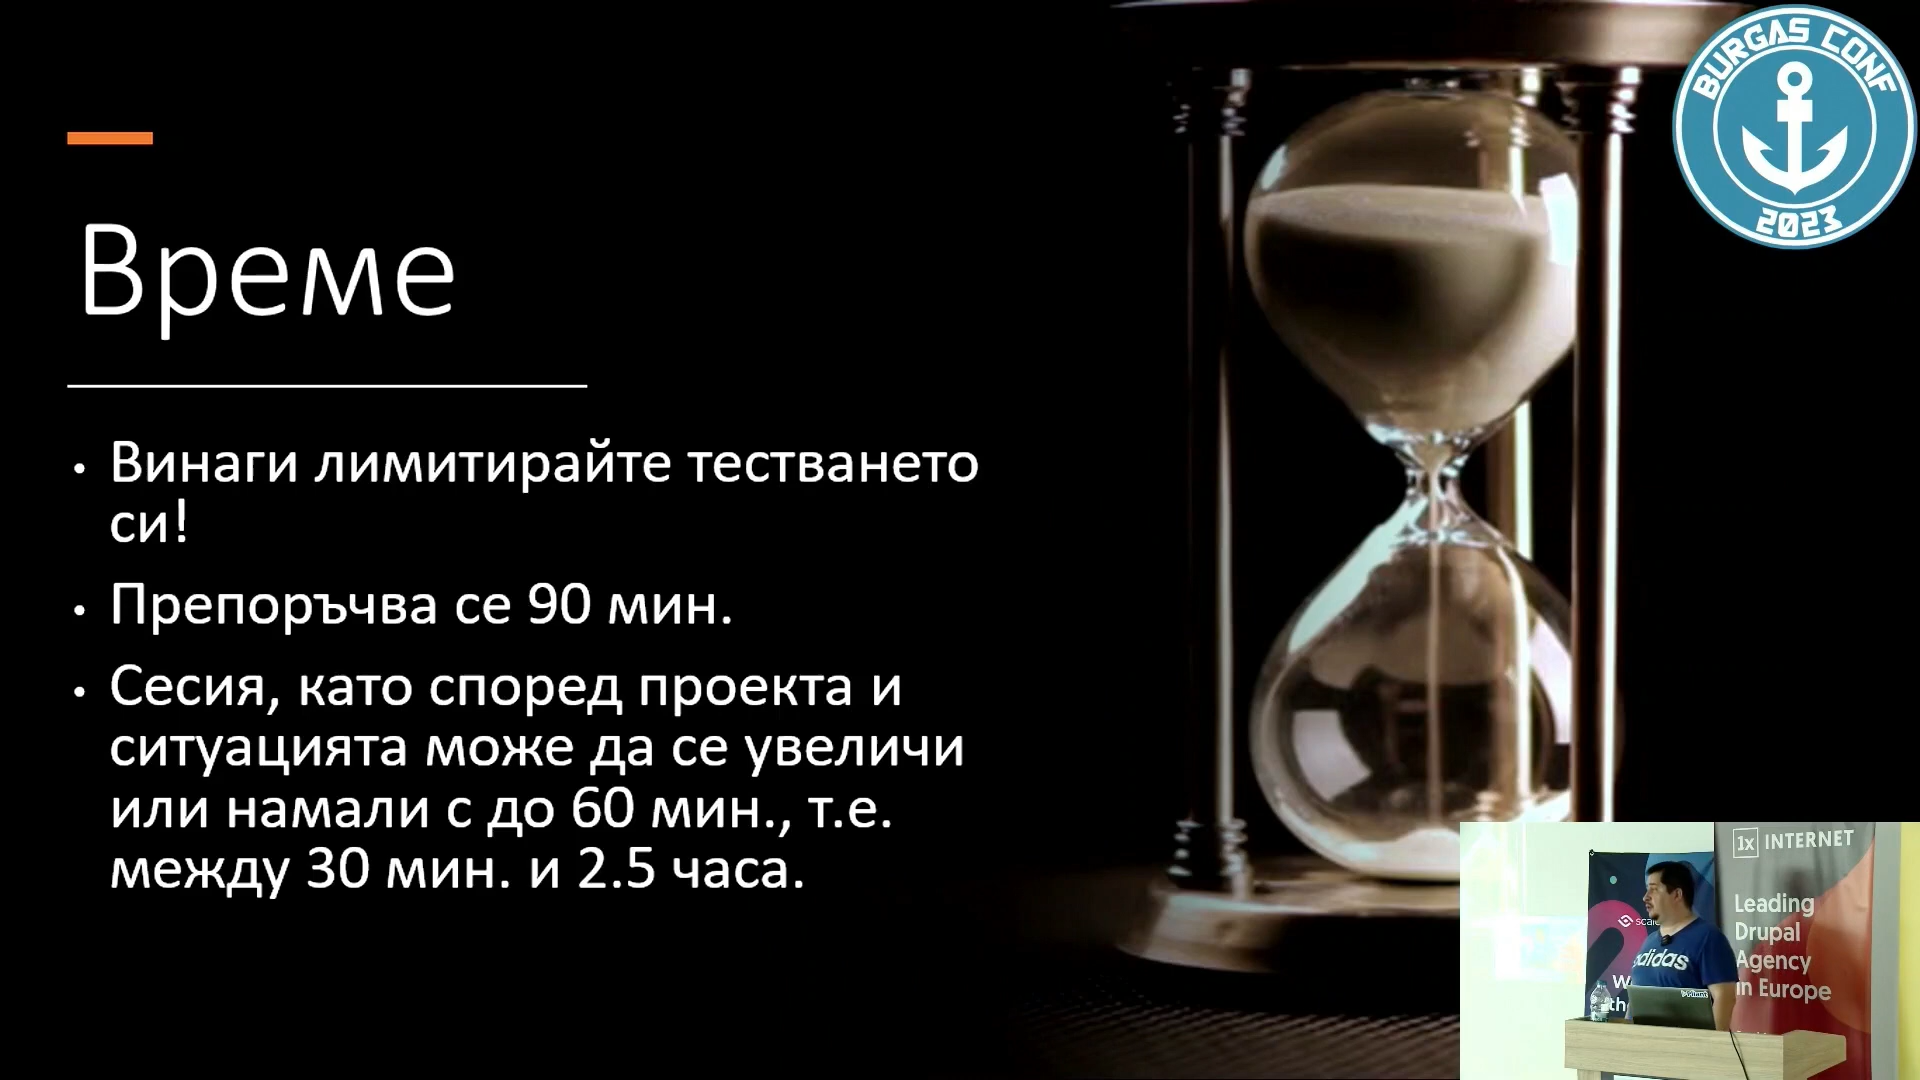 BURGAS CONF
2023
Време
• Винаги лимитирайте тестването
си!
• Препоръчва се 90 мин.
• Сесия, като според проекта и
ситуацията може да се увеличи
или намали с до 60 мин., т.е.
между 30 мин. и 2.5 часа.
1x INTERNET
Leading
Drupal
Agency
in Europe
adidas